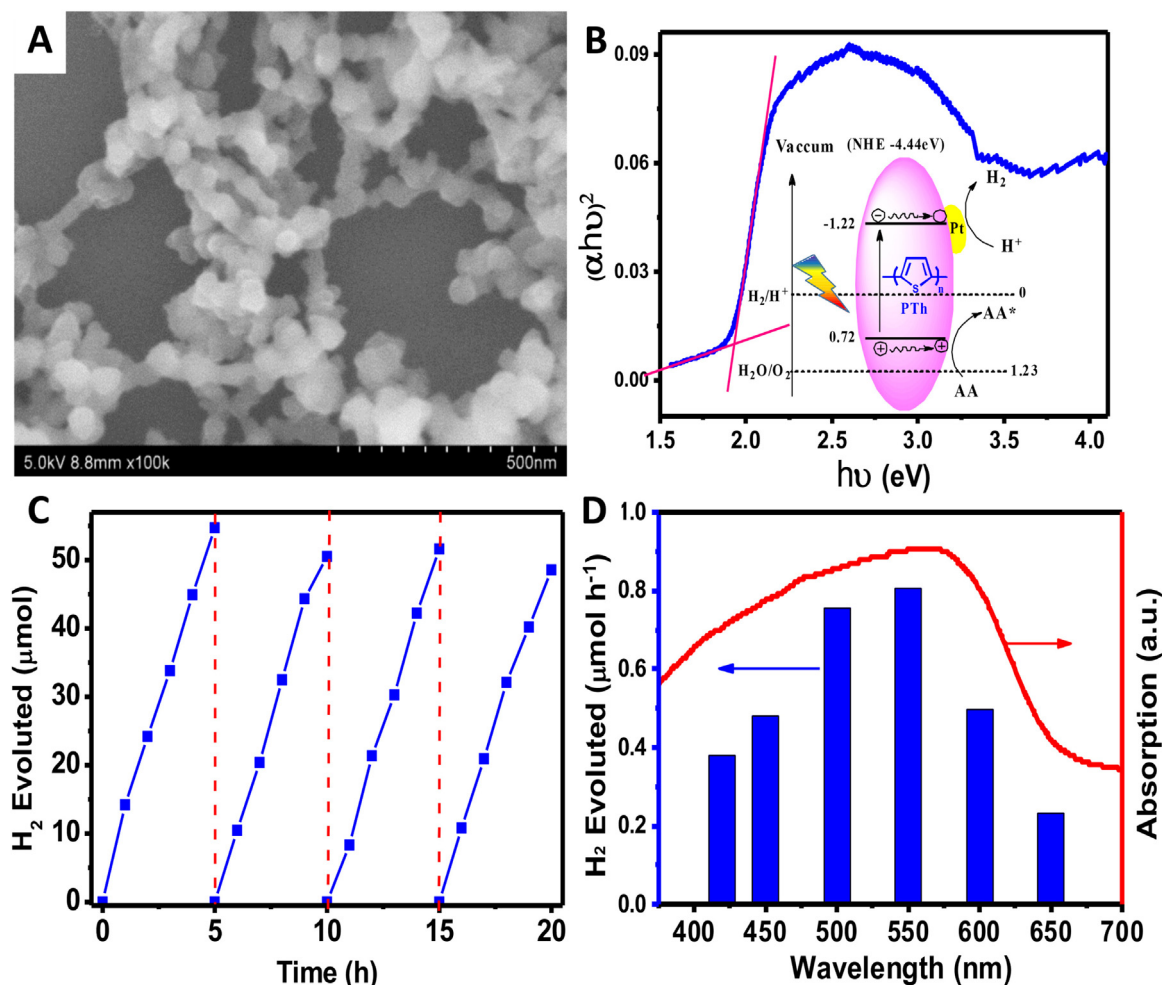 A
5.0kV 8.8mm x100k 500nm
B
(αhυ)²
0.09
0.06
0.03
0.00
1.5 2.0 2.5 3.0 3.5 4.0
hυ (eV)
Vaccum (NHE -4.44eV)
H₂
-1.22
Pt
H⁺
H₂/H⁺
0
S n
PTh
AA*
0.72
H₂O/O₂
1.23
AA
C
H₂ Evoluted (μmol)
50
40
30
20
10
0
0 5 10 15 20
Time (h)
D
H₂ Evoluted (μmol h⁻¹)
1.0
0.8
0.6
0.4
0.2
0.0
400 450 500 550 600 650 700
Wavelength (nm)
Absorption (a.u.)